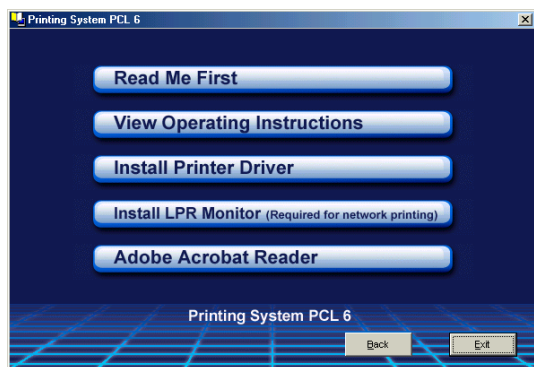 Printing System PCL 6
Read Me First
View Operating Instructions
Install Printer Driver
Install LPR Monitor (Required for network printing)
Adobe Acrobat Reader
Printing System PCL 6
Back
Exit